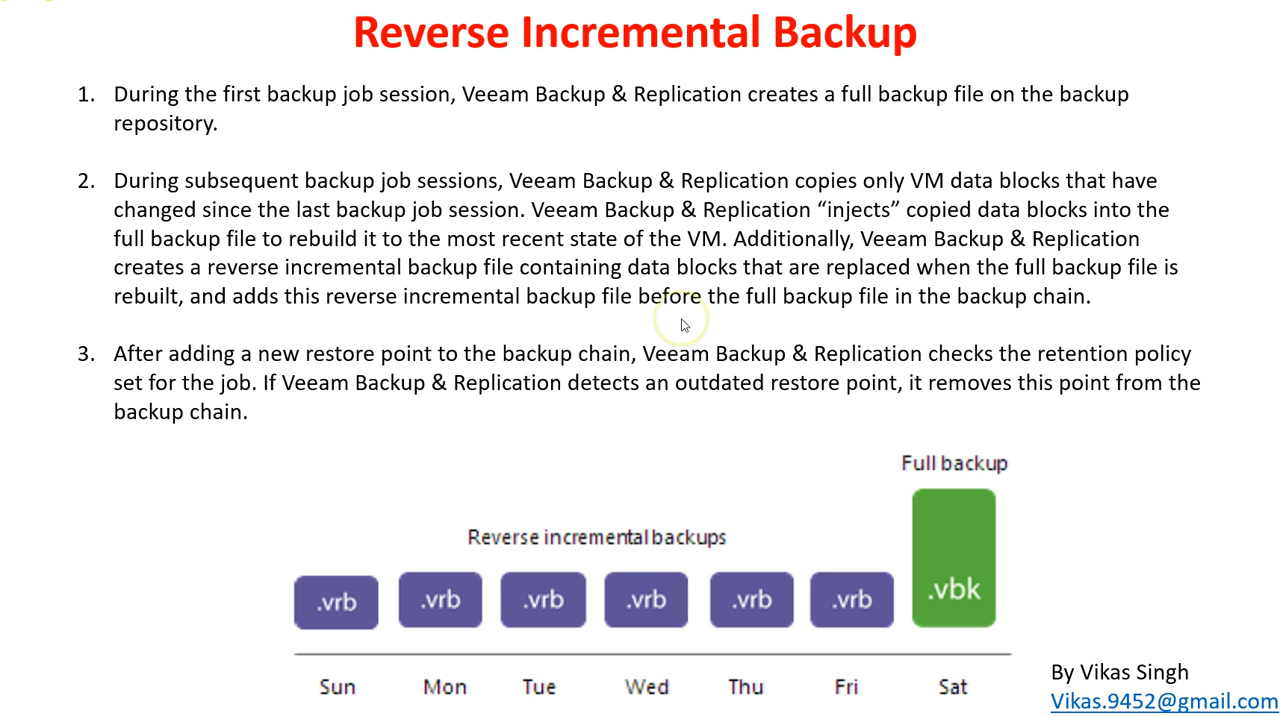 Reverse Incremental Backup
1. During the first backup job session, Veeam Backup & Replication creates a full backup file on the backup
repository.
2. During subsequent backup job sessions, Veeam Backup & Replication copies only VM data blocks that have
changed since the last backup job session. Veeam Backup & Replication “injects” copied data blocks into the
full backup file to rebuild it to the most recent state of the VM. Additionally, Veeam Backup & Replication
creates a reverse incremental backup file containing data blocks that are replaced when the full backup file is
rebuilt, and adds this reverse incremental backup file before the full backup file in the backup chain.
3. After adding a new restore point to the backup chain, Veeam Backup & Replication checks the retention policy
set for the job. If Veeam Backup & Replication detects an outdated restore point, it removes this point from the
backup chain.
Full backup
Reverse incremental backups
.vrb .vrb .vrb .vrb .vrb .vrb .vbk
Sun Mon Tue Wed Thu Fri Sat
By Vikas Singh
Vikas.9452@gmail.com